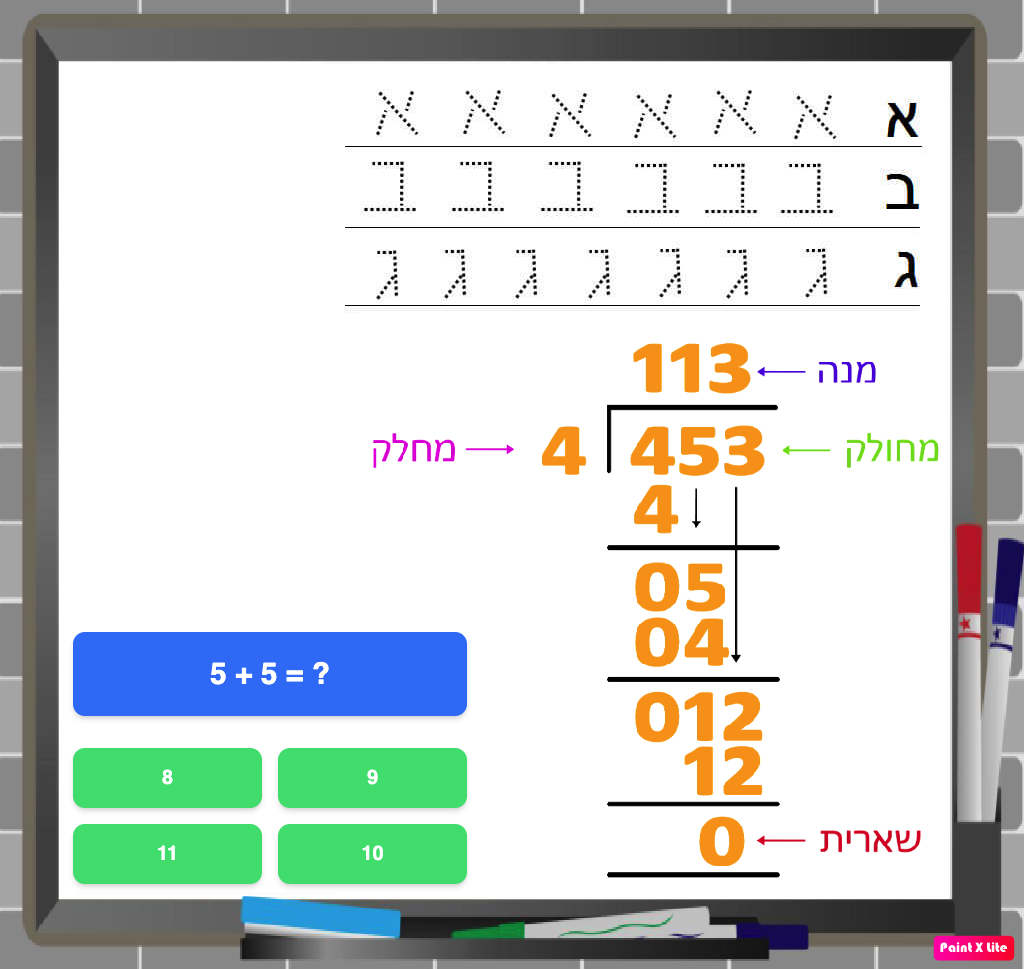 א א א א א א א
ב ב ב ב ב ב ב
ג ג ג ג ג ג ג ג
113 מנה
מחלק 4 453 מחולק
4
05
04
012
12
0 שארית
5 + 5 = ?
8 9
11 10
Paint X Lite